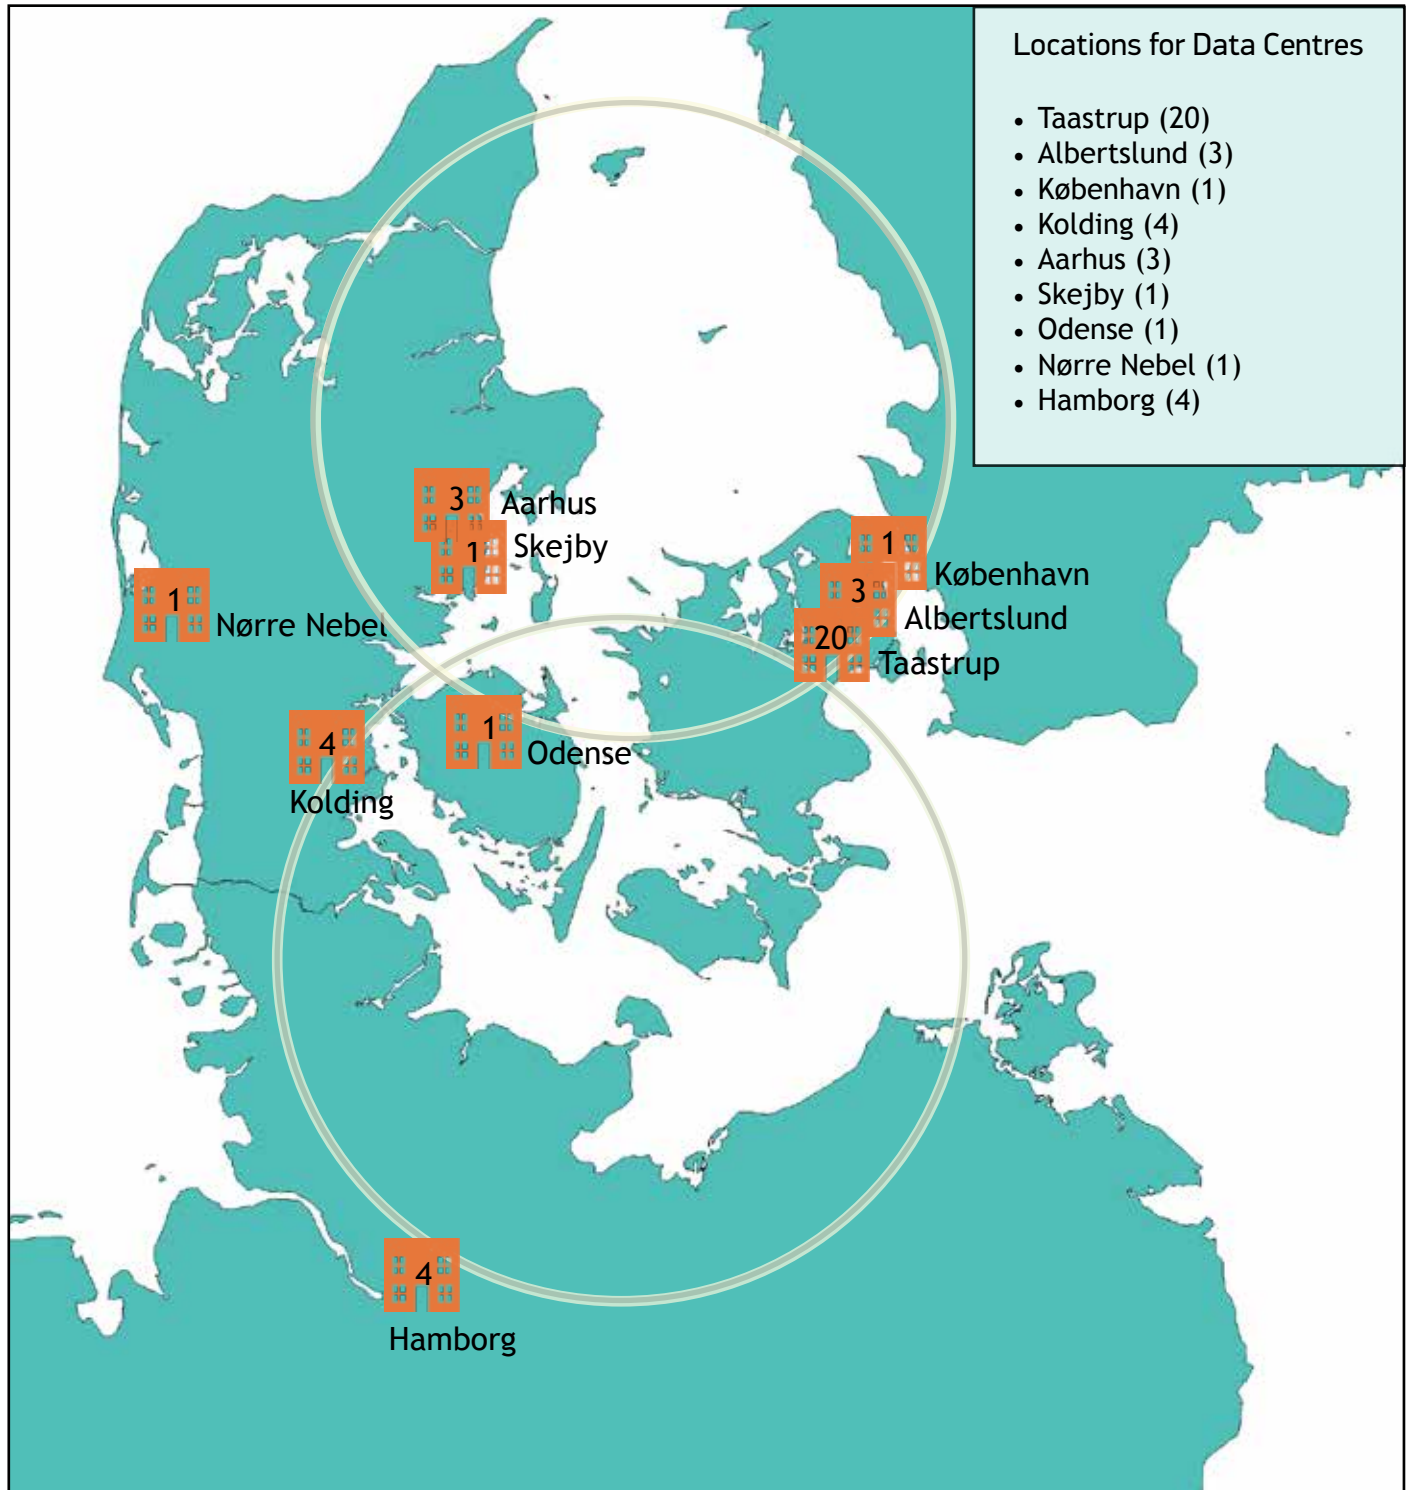 Locations for Data Centres
• Taastrup (20)
• Albertslund (3)
• København (1)
• Kolding (4)
• Aarhus (3)
• Skejby (1)
• Odense (1)
• Nørre Nebel (1)
• Hamborg (4)
3
Aarhus
1
Skejby
1
København
3
Albertslund
20
Taastrup
1
Nørre Nebel
1
Odense
4
Kolding
4
Hamborg